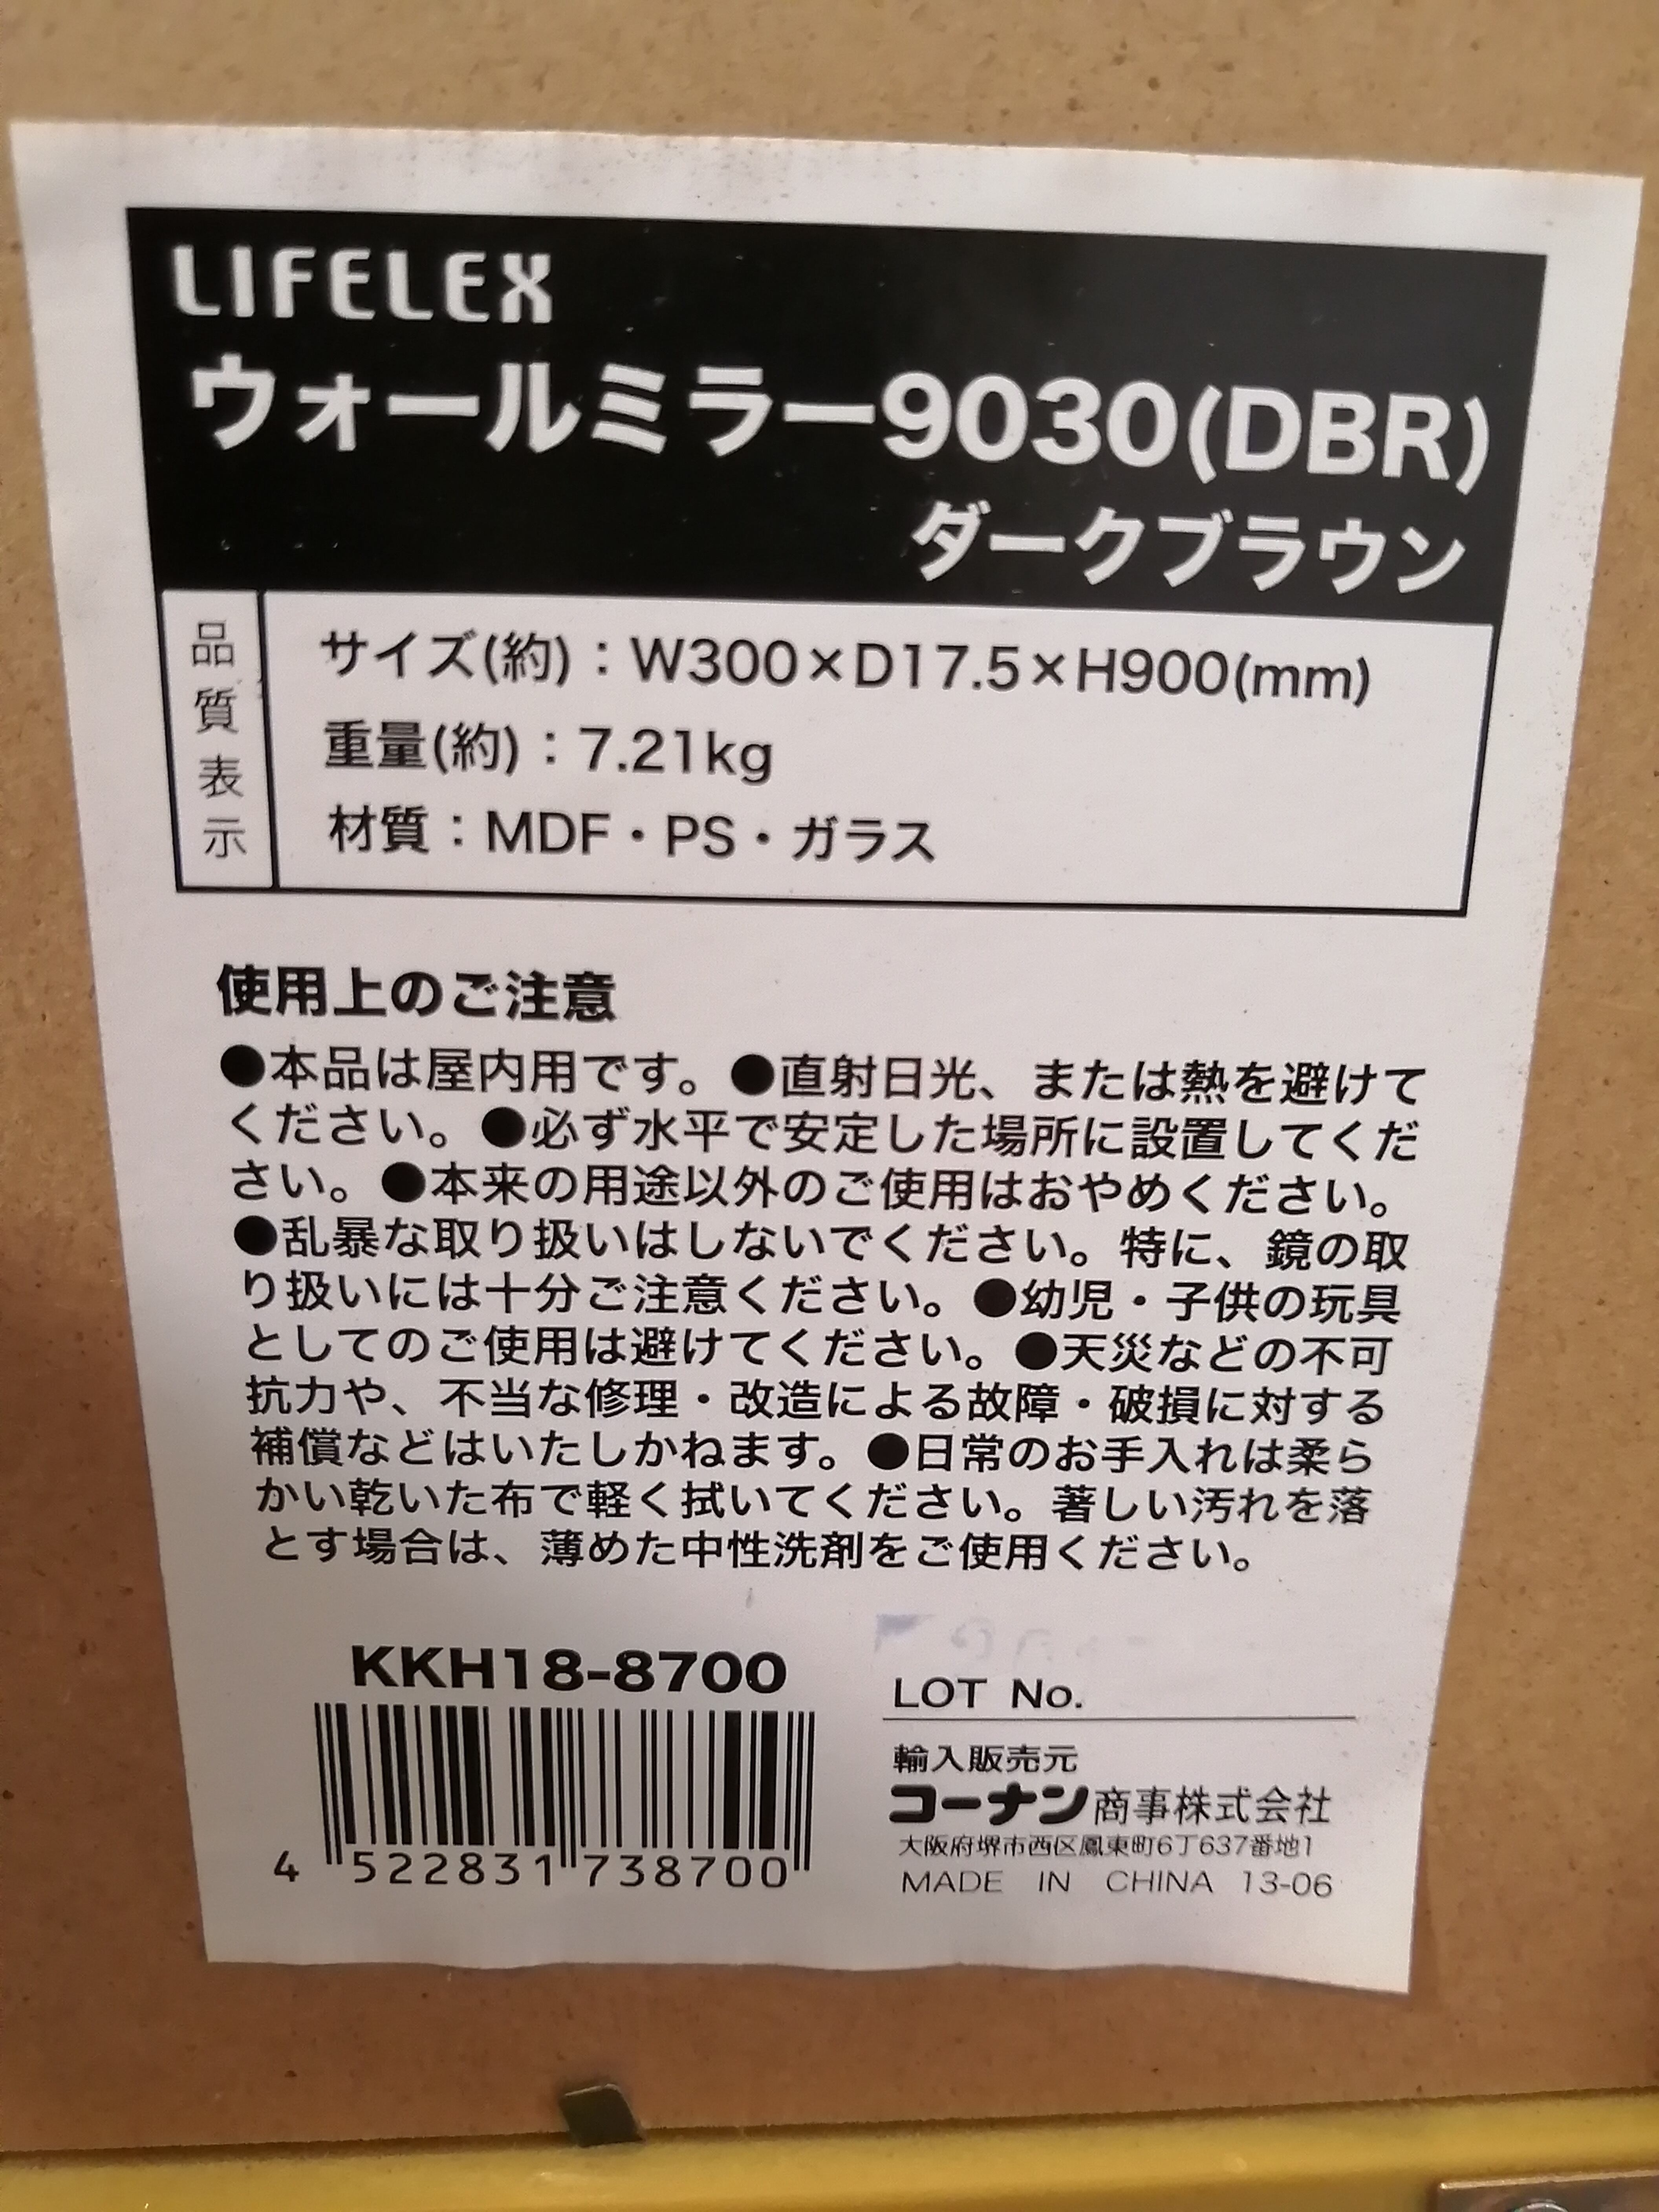 LIFELEX
ウォールミラー9030(DBR)
ダークブラウン
品質表示
サイズ(約)：W300×D17.5×H900(mm)
重量(約)：7.21kg
材質：MDF・PS・ガラス
使用上のご注意
●本品は屋内用です。●直射日光、または熱を避けて
ください。●必ず水平で安定した場所に設置してくだ
さい。●本来の用途以外のご使用はおやめください。
●乱暴な取り扱いはしないでください。特に、鏡の取
り扱いには十分ご注意ください。●幼児・子供の玩具
としてのご使用は避けてください。●天災などの不可
抗力や、不当な修理・改造による故障・破損に対する
補償などはいたしかねます。●日常のお手入れは柔ら
かい乾いた布で軽く拭いてください。著しい汚れを落
とす場合は、薄めた中性洗剤をご使用ください。
KKH18-8700
4 522831 738700
LOT No.
輸入販売元
コーナン商事株式会社
大阪府堺市西区鳳東町6丁637番地1
MADE IN CHINA 13-06